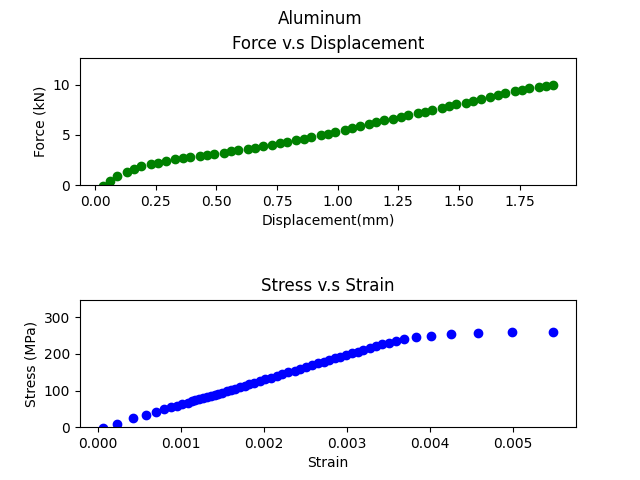 Aluminum
Force v.s Displacement
Force (kN)
10
5
0
0.00 0.25 0.50 0.75 1.00 1.25 1.50 1.75
Displacement(mm)
Stress v.s Strain
Stress (MPa)
300
200
100
0
0.000 0.001 0.002 0.003 0.004 0.005
Strain